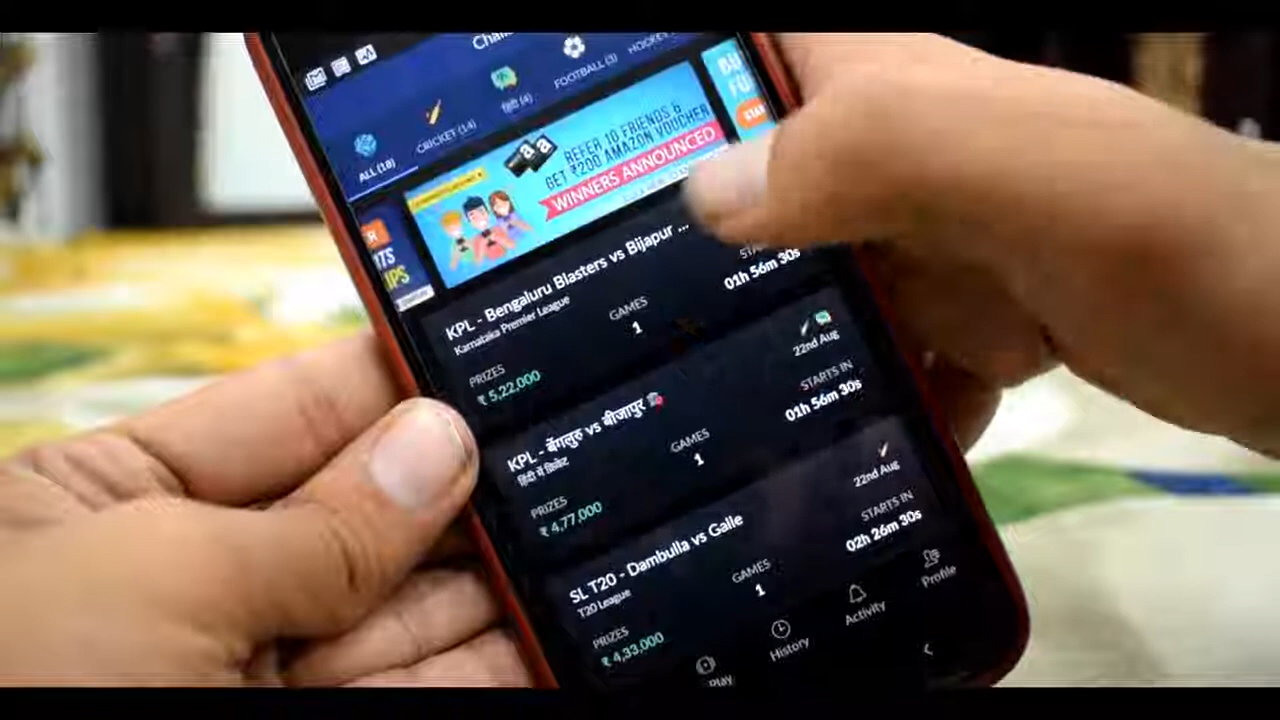 ALL (18)
CRICKET (14)
हिंदी (4)
FOOTBALL (3)
REFER 10 FRIENDS &
GET ₹200 AMAZON VOUCHER
WINNERS ANNOUNCED
KPL - Bengaluru Blasters vs Bijapur ...
Karnataka Premier League
GAMES
1
01h 56m 30s
PRIZES
₹ 5,22,000
22nd Aug
KPL - बेंगलुरु vs बीजापुर
हिंदी में क्रिकेट
GAMES
1
STARTS IN
01h 56m 30s
PRIZES
₹ 4,77,000
22nd Aug
SL T20 - Dambulla vs Galle
T20 League
GAMES
1
STARTS IN
02h 26m 30s
PRIZES
₹ 4,33,000
Play
History
Activity
Profile